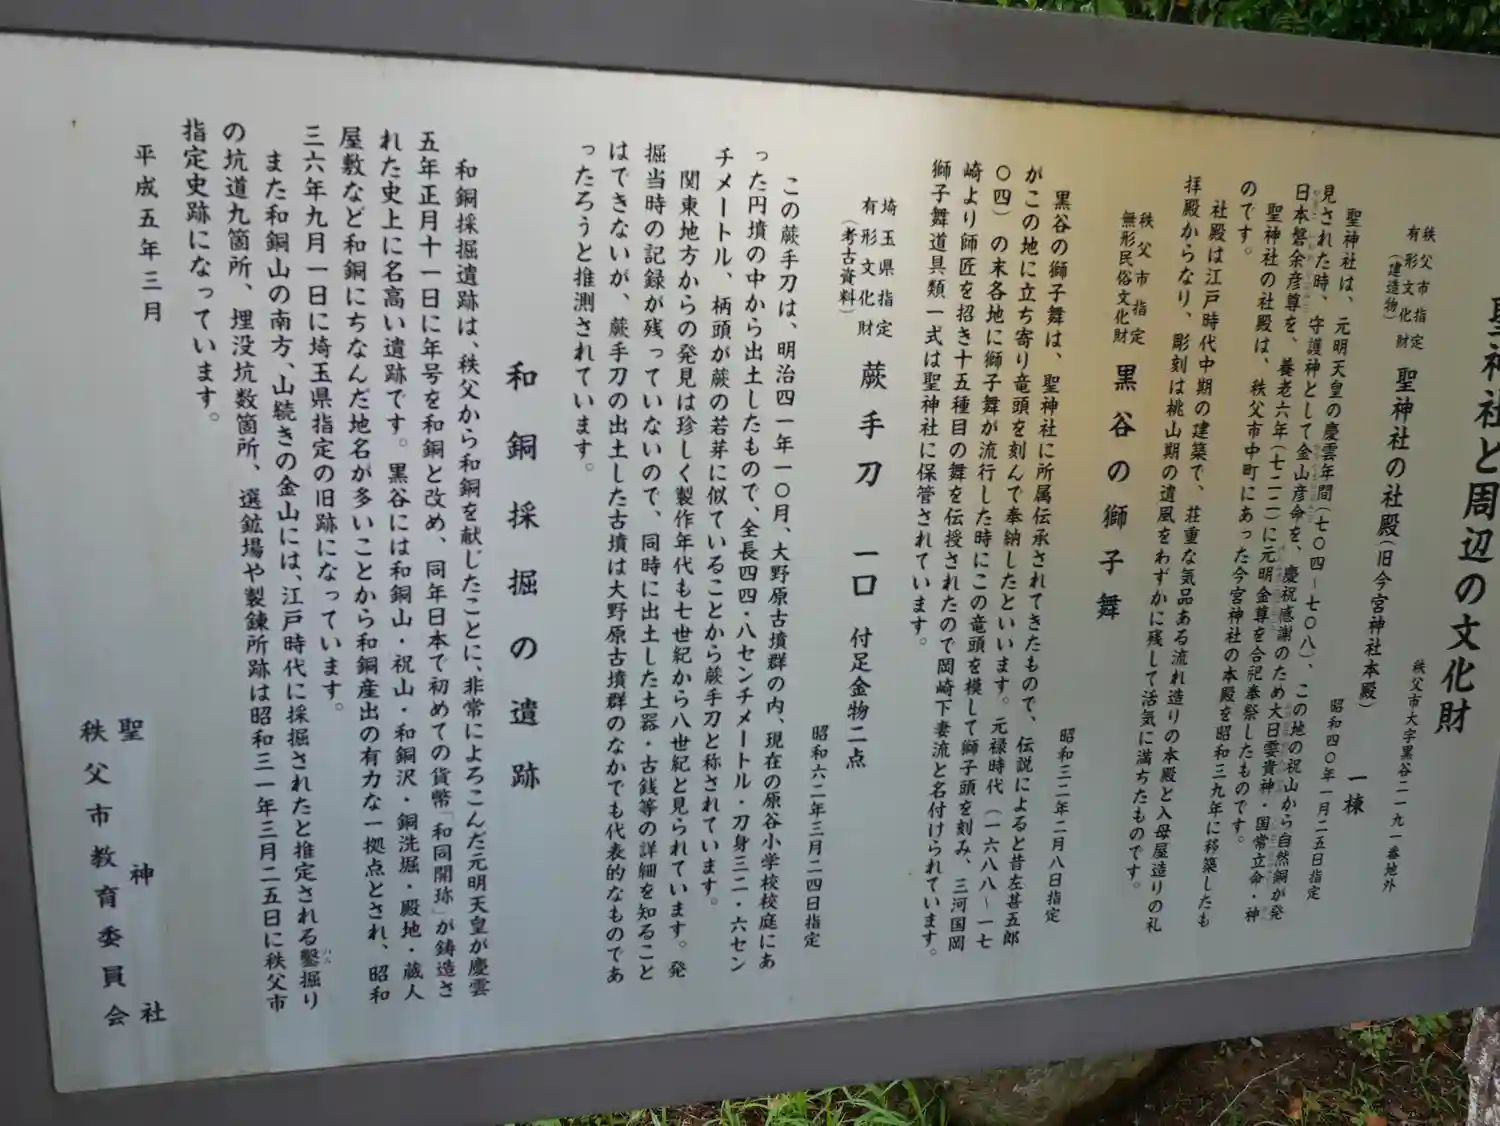 聖神社と周辺の文化財
秩父市大字黒谷二一九一番地外
秩父市指定
有形文化財
(建造物)
聖神社の社殿(旧今宮神社本殿) 一棟
昭和四〇年一月二五日指定
聖神社は、元明天皇の慶雲年間(七〇四~七〇八)、この地の祝山から自然銅が発
見された時、守護神として金山彦命を、慶祝感謝のため大日孁貴神・国常立命・神
日本磐余彦尊を、養老六年(七二二)に元明金尊を合祀奉祭したものです。
聖神社の社殿は、秩父市中町にあった今宮神社の本殿を昭和三九年に移築したも
のです。
社殿は江戸時代中期の建築で、荘重な気品ある流れ造りの本殿と入母屋造りの礼
拝殿からなり、彫刻は桃山期の遺風をわずかに残して活気に満ちたものです。
秩父市指定
無形民俗文化財
黒谷の獅子舞
昭和三二年二月八日指定
黒谷の獅子舞は、聖神社に所属伝承されてきたもので、伝説によると昔左甚五郎
がこの地に立ち寄り竜頭を刻んで奉納したといいます。元禄時代(一六八八~一七
〇四)の末各地に獅子舞が流行した時にこの竜頭を模して獅子頭を刻み、三河国岡
崎より師匠を招き十五種目の舞を伝授されたので岡崎下妻流と名付けられています。
獅子舞道具類一式は聖神社に保管されています。
埼玉県指定
有形文化財
(考古資料)
蕨手刀 一口 付足金物二点
昭和六二年三月二四日指定
この蕨手刀は、明治四一年一〇月、大野原古墳群の内、現在の原谷小学校校庭にあ
った円墳の中から出土したもので、全長四四・八センチメートル・刀身三二・六セン
チメートル、柄頭が蕨の若芽に似ていることから蕨手刀と称されています。
関東地方からの発見は珍しく製作年代も七世紀から八世紀と見られています。発
掘当時の記録が残っていないので、同時に出土した土器・古銭等の詳細を知ること
はできないが、蕨手刀の出土した古墳は大野原古墳群のなかでも代表的なものであ
ったろうと推測されています。
和銅採掘の遺跡
和銅採掘遺跡は、秩父から和銅を献じたことに、非常によろこんだ元明天皇が慶雲
五年正月十一日に年号を和銅と改め、同年日本で初めての貨幣「和同開珎」が鋳造さ
れた史上に名高い遺跡です。黒谷には和銅山・祝山・和銅沢・銅洗堀・殿地・蔵人
屋敷など和銅にちなんだ地名が多いことから和銅産出の有力な一拠点とされ、昭和
三六年九月一日に埼玉県指定の旧跡になっています。
また和銅山の南方、山続きの金山には、江戸時代に採掘されたと推定される鑿掘り
の坑道九箇所、埋没坑数箇所、選鉱場や製錬所跡は昭和三一年三月二五日に秩父市
指定史跡になっています。
平成五年三月
聖神社
秩父市教育委員会